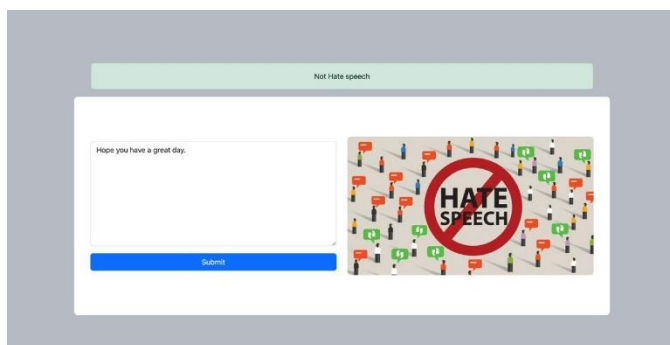 Not Hate speech
Hope you have a great day.
HATE
SPEECH
Submit